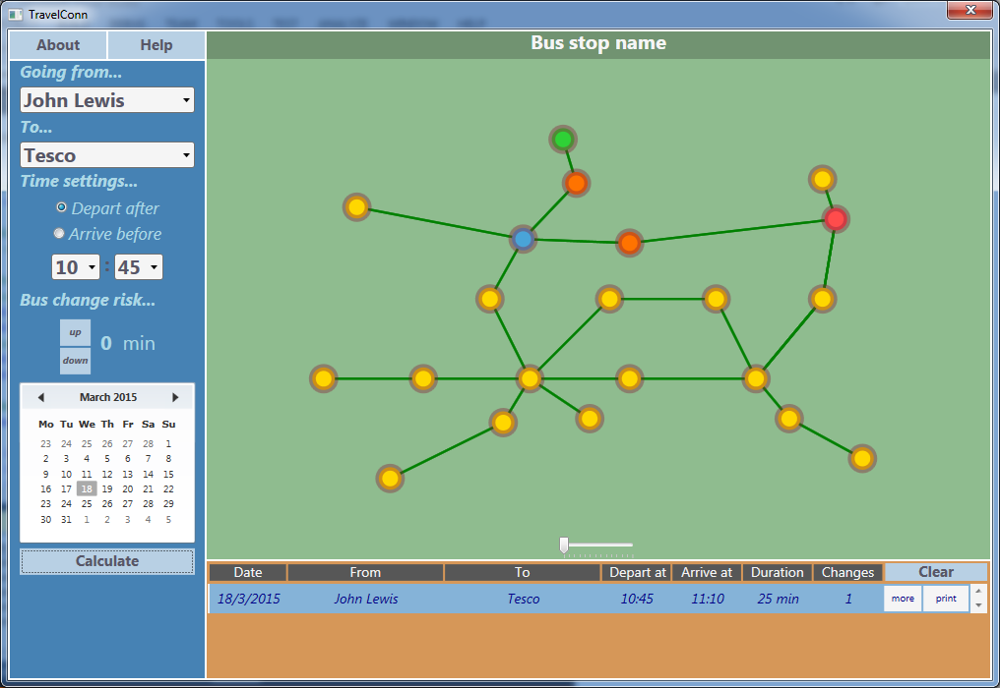 TravelConn
About Help
Bus stop name
Going from...
John Lewis
To...
Tesco
Time settings...
Depart after
Arrive before
10 : 45
Bus change risk...
up
0 min
down
March 2015
Mo Tu We Th Fr Sa Su
23 24 25 26 27 28 1
2 3 4 5 6 7 8
9 10 11 12 13 14 15
16 17 18 19 20 21 22
23 24 25 26 27 28 29
30 31 1 2 3 4 5
Calculate
Date From To Depart at Arrive at Duration Changes Clear
18/3/2015 John Lewis Tesco 10:45 11:10 25 min 1 more print